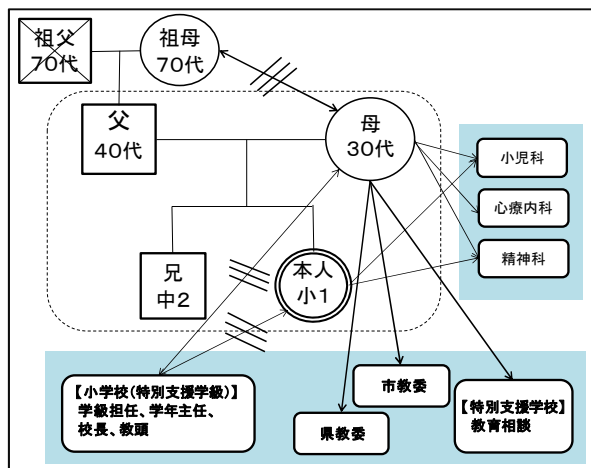 祖父
70代
祖母
70代
父
40代
母
30代
小児科
心療内科
精神科
兄
中2
本人
小1
【小学校(特別支援学級)】
学級担任、学年主任、
校長、教頭
県教委
市教委
【特別支援学校】
教育相談